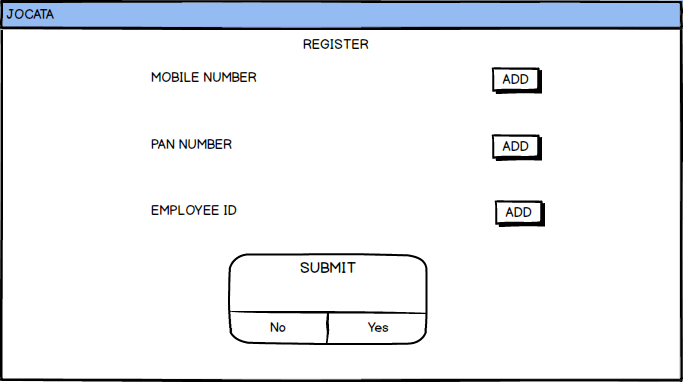 JOCATA
REGISTER
MOBILE NUMBER ADD
PAN NUMBER ADD
EMPLOYEE ID ADD
SUBMIT
No Yes